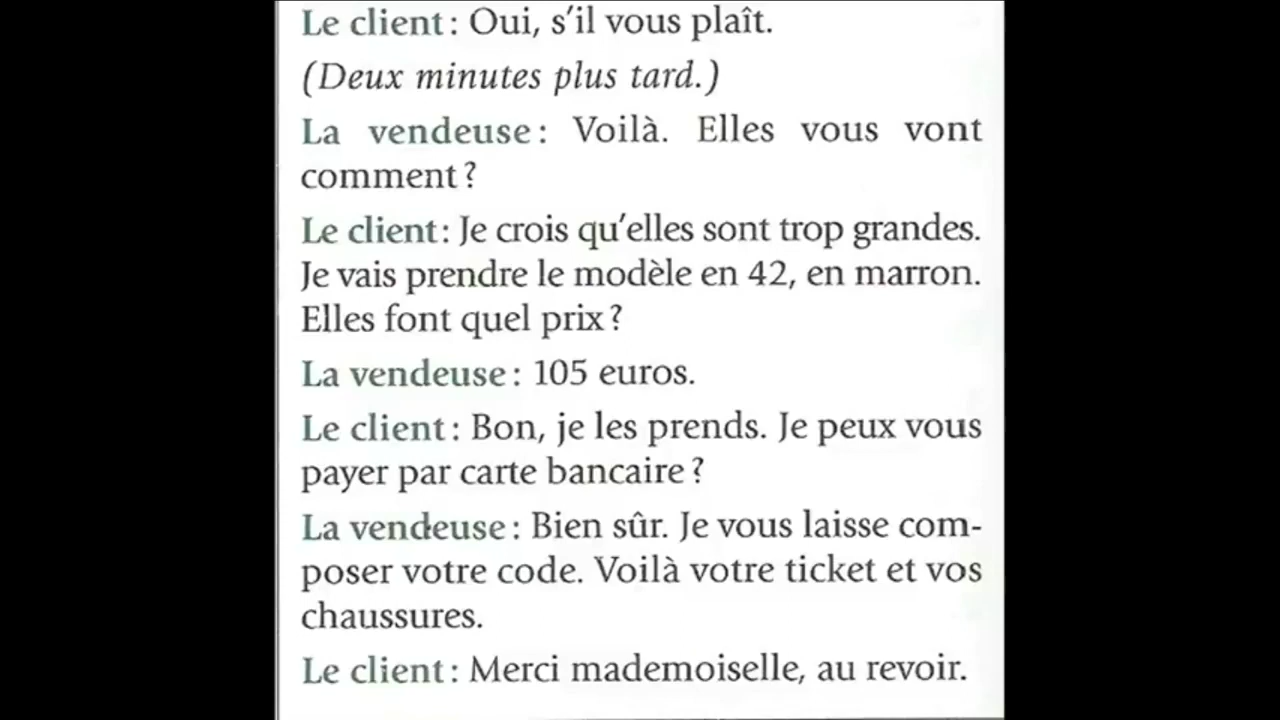 Le client : Oui, s'il vous plaît.
(Deux minutes plus tard.)
La vendeuse : Voilà. Elles vous vont
comment ?
Le client : Je crois qu'elles sont trop grandes.
Je vais prendre le modèle en 42, en marron.
Elles font quel prix ?
La vendeuse : 105 euros.
Le client : Bon, je les prends. Je peux vous
payer par carte bancaire ?
La vendeuse : Bien sûr. Je vous laisse com-
poser votre code. Voilà votre ticket et vos
chaussures.
Le client : Merci mademoiselle, au revoir.